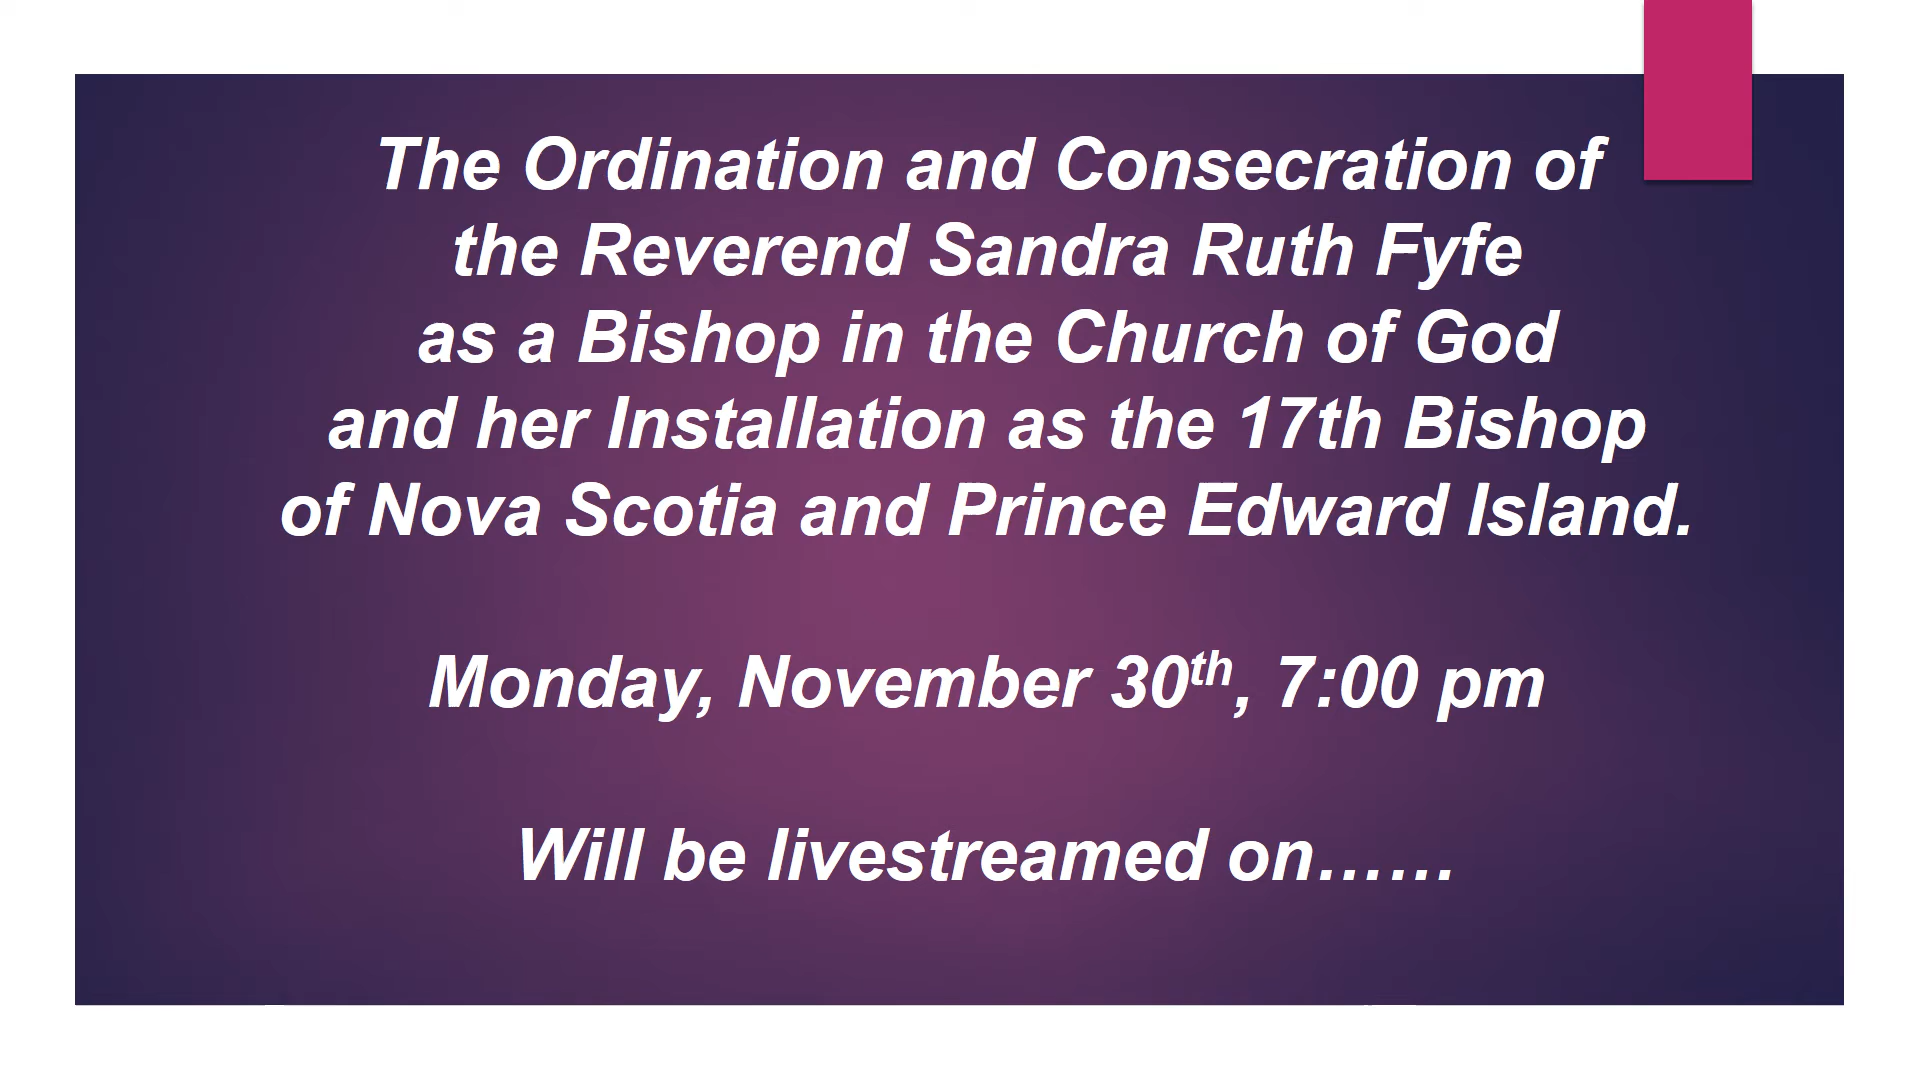 The Ordination and Consecration of
the Reverend Sandra Ruth Fyfe
as a Bishop in the Church of God
and her Installation as the 17th Bishop
of Nova Scotia and Prince Edward Island.
Monday, November 30th, 7:00 pm
Will be livestreamed on……